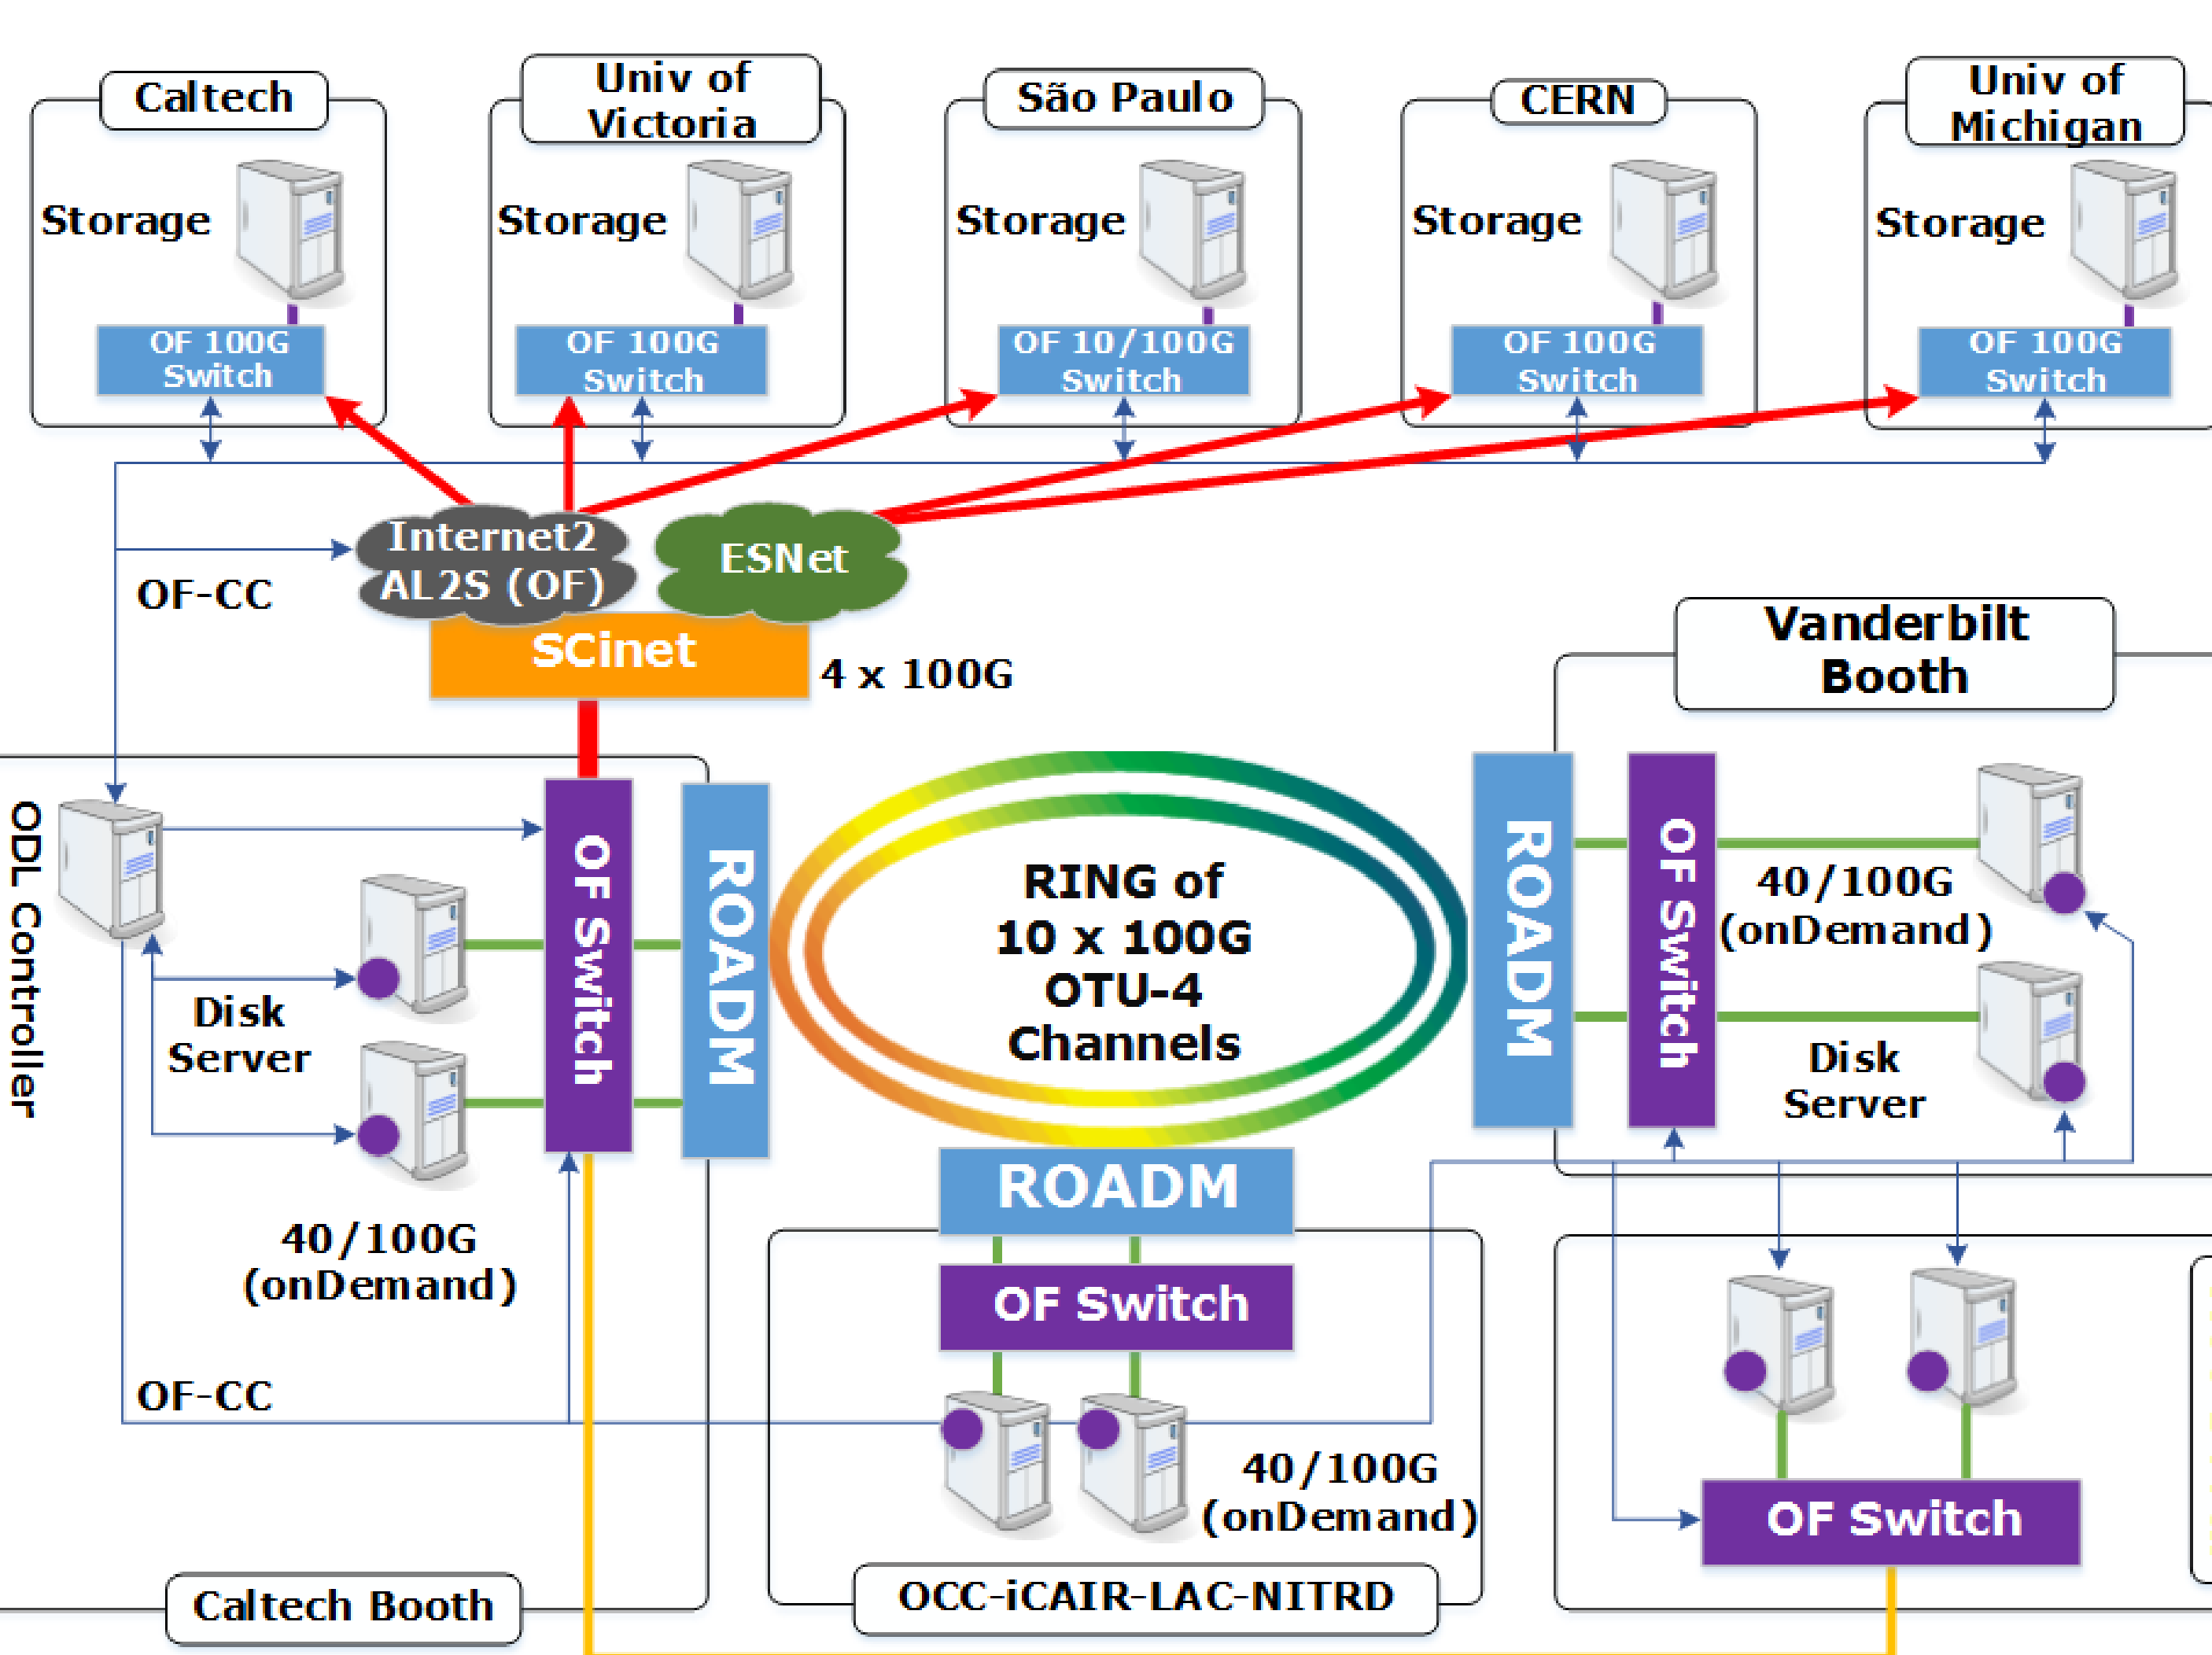 Caltech
Univ of
Victoria
São Paulo
CERN
Univ of
Michigan
Storage
Storage
Storage
Storage
Storage
OF 100G
Switch
OF 100G
Switch
OF 10/100G
Switch
OF 100G
Switch
OF 100G
Switch
Internet2
AL2S (OF)
ESNet
OF-CC
SCinet
4 x 100G
Vanderbilt
Booth
ODL Controller
OF Switch
ROADM
RING of
10 x 100G
OTU-4
Channels
ROADM
OF Switch
40/100G
(onDemand)
Disk
Server
Disk
Server
ROADM
40/100G
(onDemand)
OF Switch
OF-CC
40/100G
(onDemand)
OF Switch
Caltech Booth
OCC-iCAIR-LAC-NITRD